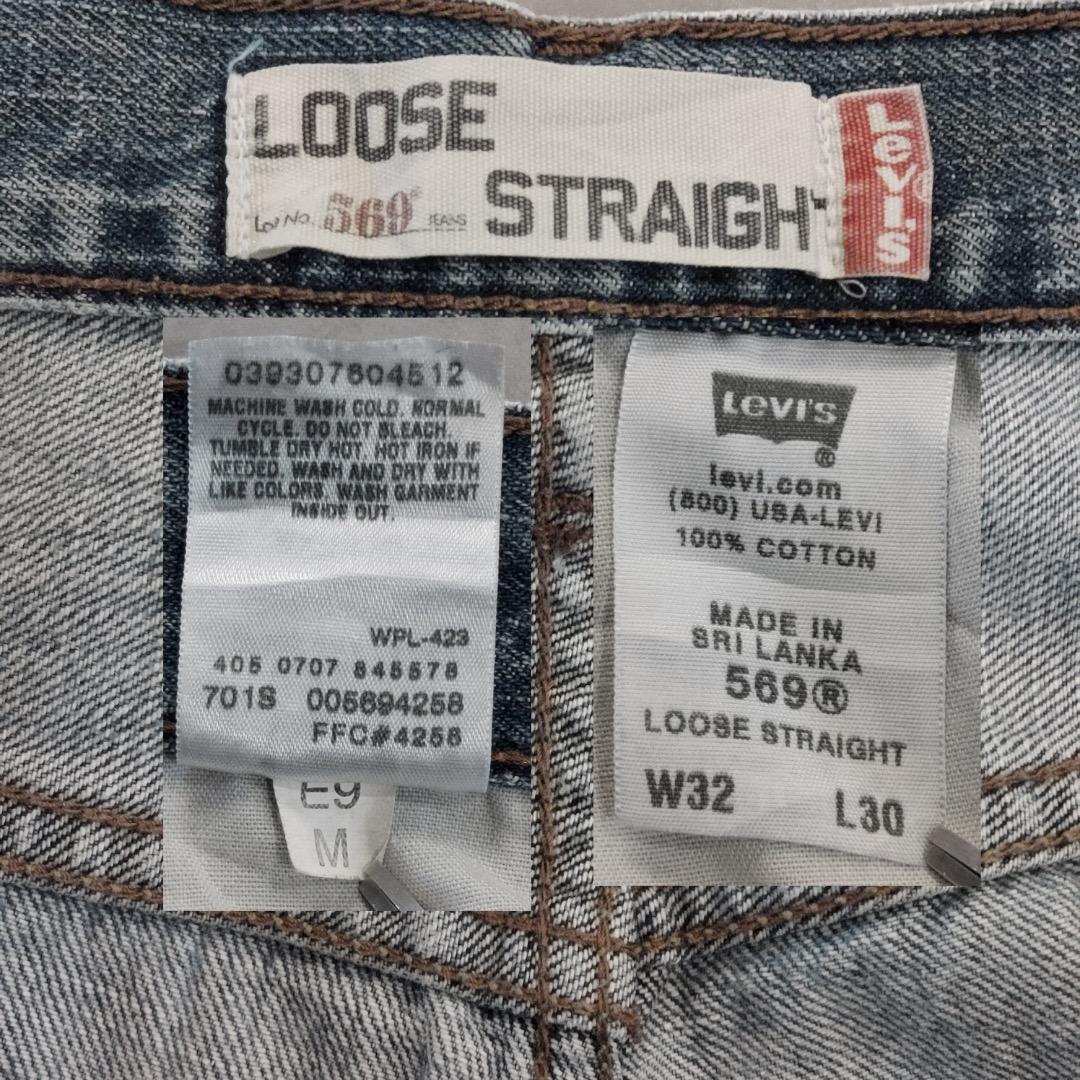 LOOSE
Lot No. 569® JEANS STRAIGHT
LEVI'S
039307604512
MACHINE WASH COLD. NORMAL
CYCLE. DO NOT BLEACH.
TUMBLE DRY HOT. HOT IRON IF
NEEDED. WASH AND DRY WITH
LIKE COLORS. WASH GARMENT
INSIDE OUT.
WPL-423
405 0707 845578
701S 005694258
FFC#4256
E9
M
Levi's
®
levi.com
(800) USA-LEVI
100% COTTON
MADE IN
SRI LANKA
569®
LOOSE STRAIGHT
W32 L30